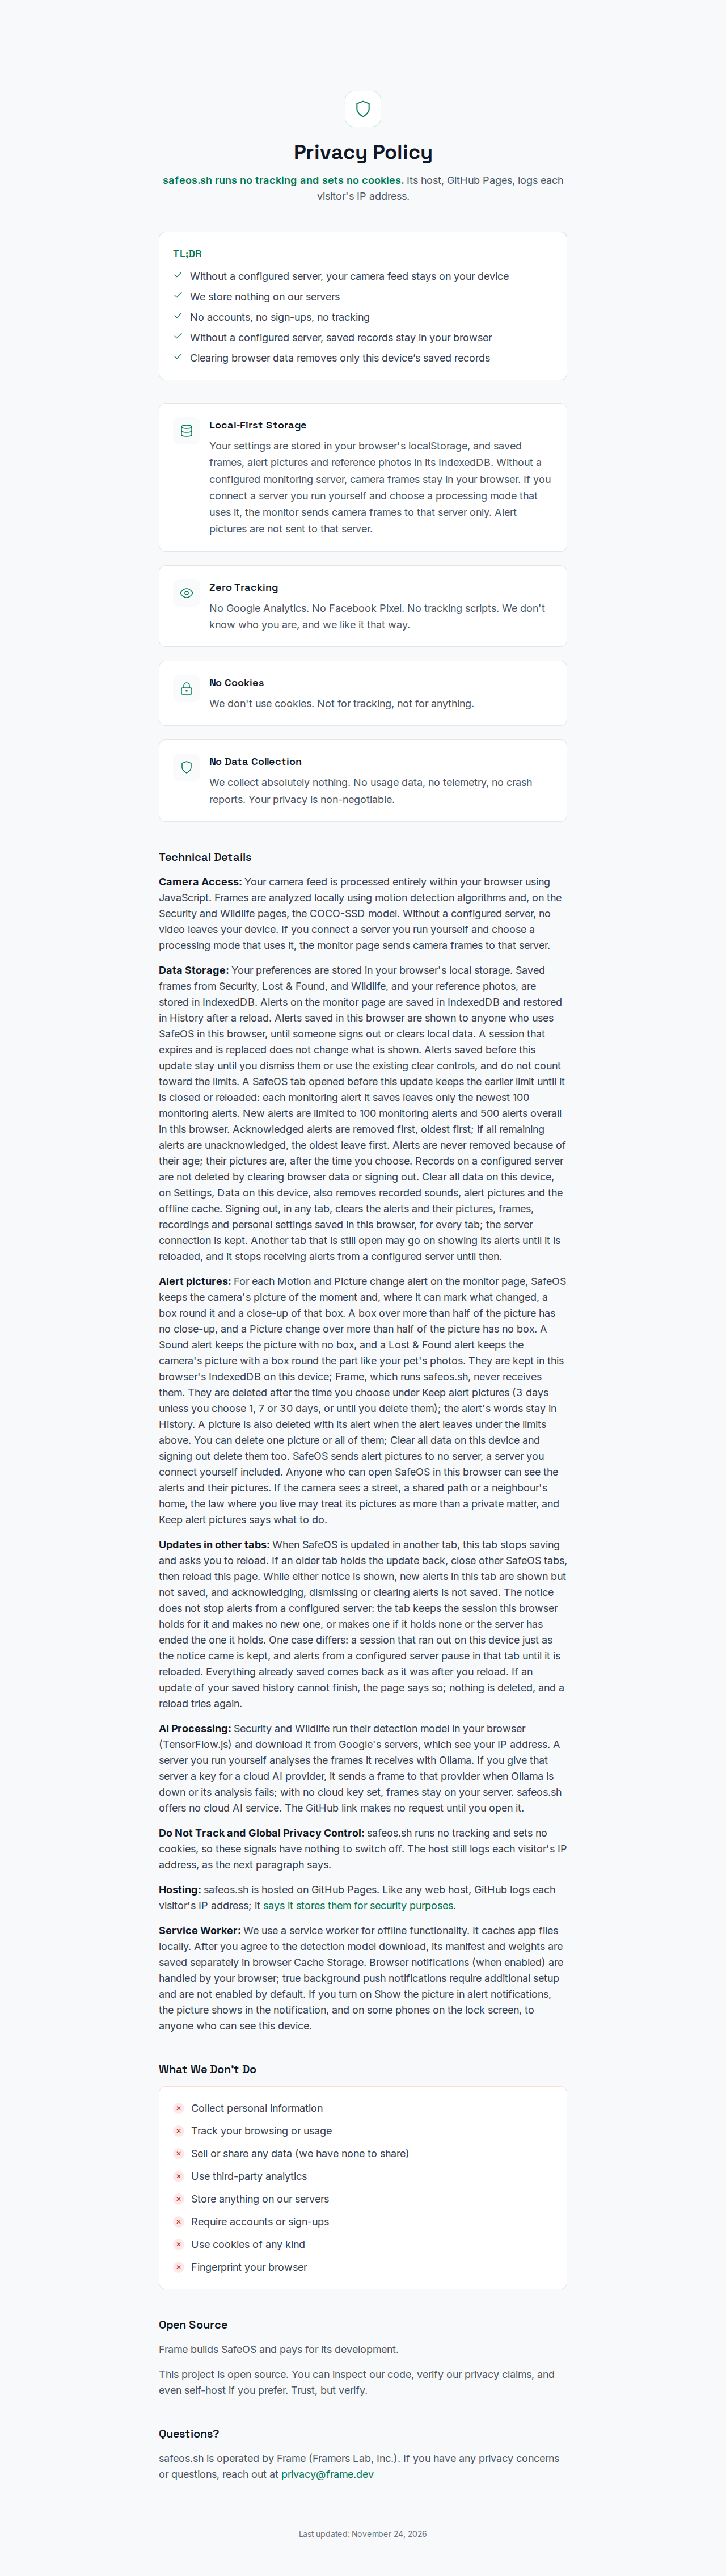 Privacy Policy
safeos.sh runs no tracking and sets no cookies. Its host, GitHub Pages, logs each
visitor's IP address.
TL;DR
Without a configured server, your camera feed stays on your device
We store nothing on our servers
No accounts, no sign-ups, no tracking
Without a configured server, saved records stay in your browser
Clearing browser data removes only this device's saved records
Local-First Storage
Your settings are stored in your browser's localStorage, and saved
frames, alert pictures and reference photos in its IndexedDB. Without a
configured monitoring server, camera frames stay in your browser. If you
connect a server you run yourself and choose a processing mode that
uses it, the monitor sends camera frames to that server only. Alert
pictures are not sent to that server.
Zero Tracking
No Google Analytics. No Facebook Pixel. No tracking scripts. We don't
know who you are, and we like it that way.
No Cookies
We don't use cookies. Not for tracking, not for anything.
No Data Collection
We collect absolutely nothing. No usage data, no telemetry, no crash
reports. Your privacy is non-negotiable.
Technical Details
Camera Access: Your camera feed is processed entirely within your browser using
JavaScript. Frames are analyzed locally using motion detection algorithms and, on the
Security and Wildlife pages, the COCO-SSD model. Without a configured server, no
video leaves your device. If you connect a server you run yourself and choose a
processing mode that uses it, the monitor page sends camera frames to that server.
Data Storage: Your preferences are stored in your browser's local storage. Saved
frames from Security, Lost & Found, and Wildlife, and your reference photos, are
stored in IndexedDB. Alerts on the monitor page are saved in IndexedDB and restored
in History after a reload. Alerts saved in this browser are shown to anyone who uses
SafeOS in this browser, until someone signs out or clears local data. A session that
expires and is replaced does not change what is shown. Alerts saved before this
update stay until you dismiss them or use the existing clear controls, and do not count
toward the limits. A SafeOS tab opened before this update keeps the earlier limit until it
is closed or reloaded: each monitoring alert it saves leaves only the newest 100
monitoring alerts. New alerts are limited to 100 monitoring alerts and 500 alerts overall
in this browser. Acknowledged alerts are removed first, oldest first; if all remaining
alerts are unacknowledged, the oldest leave first. Alerts are never removed because of
their age; their pictures are, after the time you choose. Records on a configured server
are not deleted by clearing browser data or signing out. Clear all data on this device,
on Settings, Data on this device, also removes recorded sounds, alert pictures and the
offline cache. Signing out, in any tab, clears the alerts and their pictures, frames,
recordings and personal settings saved in this browser, for every tab; the server
connection is kept. Another tab that is still open may go on showing its alerts until it is
reloaded, and it stops receiving alerts from a configured server until then.
Alert pictures: For each Motion and Picture change alert on the monitor page, SafeOS
keeps the camera's picture of the moment and, where it can mark what changed, a
box round it and a close-up of that box. A box over more than half of the picture has
no close-up, and a Picture change over more than half of the picture has no box. A
Sound alert keeps the picture with no box, and a Lost & Found alert keeps the
camera's picture with a box round the part like your pet's photos. They are kept in this
browser's IndexedDB on this device; Frame, which runs safeos.sh, never receives
them. They are deleted after the time you choose under Keep alert pictures (3 days
unless you choose 1, 7 or 30 days, or until you delete them); the alert's words stay in
History. A picture is also deleted with its alert when the alert leaves under the limits
above. You can delete one picture or all of them; Clear all data on this device and
signing out delete them too. SafeOS sends alert pictures to no server, a server you
connect yourself included. Anyone who can open SafeOS in this browser can see the
alerts and their pictures. If the camera sees a street, a shared path or a neighbour's
home, the law where you live may treat its pictures as more than a private matter, and
Keep alert pictures says what to do.
Updates in other tabs: When SafeOS is updated in another tab, this tab stops saving
and asks you to reload. If an older tab holds the update back, close other SafeOS tabs,
then reload this page. While either notice is shown, new alerts in this tab are shown but
not saved, and acknowledging, dismissing or clearing alerts is not saved. The notice
does not stop alerts from a configured server: the tab keeps the session this browser
holds for it and makes no new one, or makes one if it holds none or the server has
ended the one it holds. One case differs: a session that ran out on this device just as
the notice came is kept, and alerts from a configured server pause in that tab until it is
reloaded. Everything already saved comes back as it was after you reload. If an
update of your saved history cannot finish, the page says so; nothing is deleted, and a
reload tries again.
AI Processing: Security and Wildlife run their detection model in your browser
(TensorFlow.js) and download it from Google's servers, which see your IP address. A
server you run yourself analyses the frames it receives with Ollama. If you give that
server a key for a cloud AI provider, it sends a frame to that provider when Ollama is
down or its analysis fails; with no cloud key set, frames stay on your server. safeos.sh
offers no cloud AI service. The GitHub link makes no request until you open it.
Do Not Track and Global Privacy Control: safeos.sh runs no tracking and sets no
cookies, so these signals have nothing to switch off. The host still logs each visitor's IP
address, as the next paragraph says.
Hosting: safeos.sh is hosted on GitHub Pages. Like any web host, GitHub logs each
visitor's IP address; it says it stores them for security purposes.
Service Worker: We use a service worker for offline functionality. It caches app files
locally. After you agree to the detection model download, its manifest and weights are
saved separately in browser Cache Storage. Browser notifications (when enabled) are
handled by your browser; true background push notifications require additional setup
and are not enabled by default. If you turn on Show the picture in alert notifications,
the picture shows in the notification, and on some phones on the lock screen, to
anyone who can see this device.
What We Don't Do
Collect personal information
Track your browsing or usage
Sell or share any data (we have none to share)
Use third-party analytics
Store anything on our servers
Require accounts or sign-ups
Use cookies of any kind
Fingerprint your browser
Open Source
Frame builds SafeOS and pays for its development.
This project is open source. You can inspect our code, verify our privacy claims, and
even self-host if you prefer. Trust, but verify.
Questions?
safeos.sh is operated by Frame (Framers Lab, Inc.). If you have any privacy concerns
or questions, reach out at privacy@frame.dev
Last updated: November 24, 2026